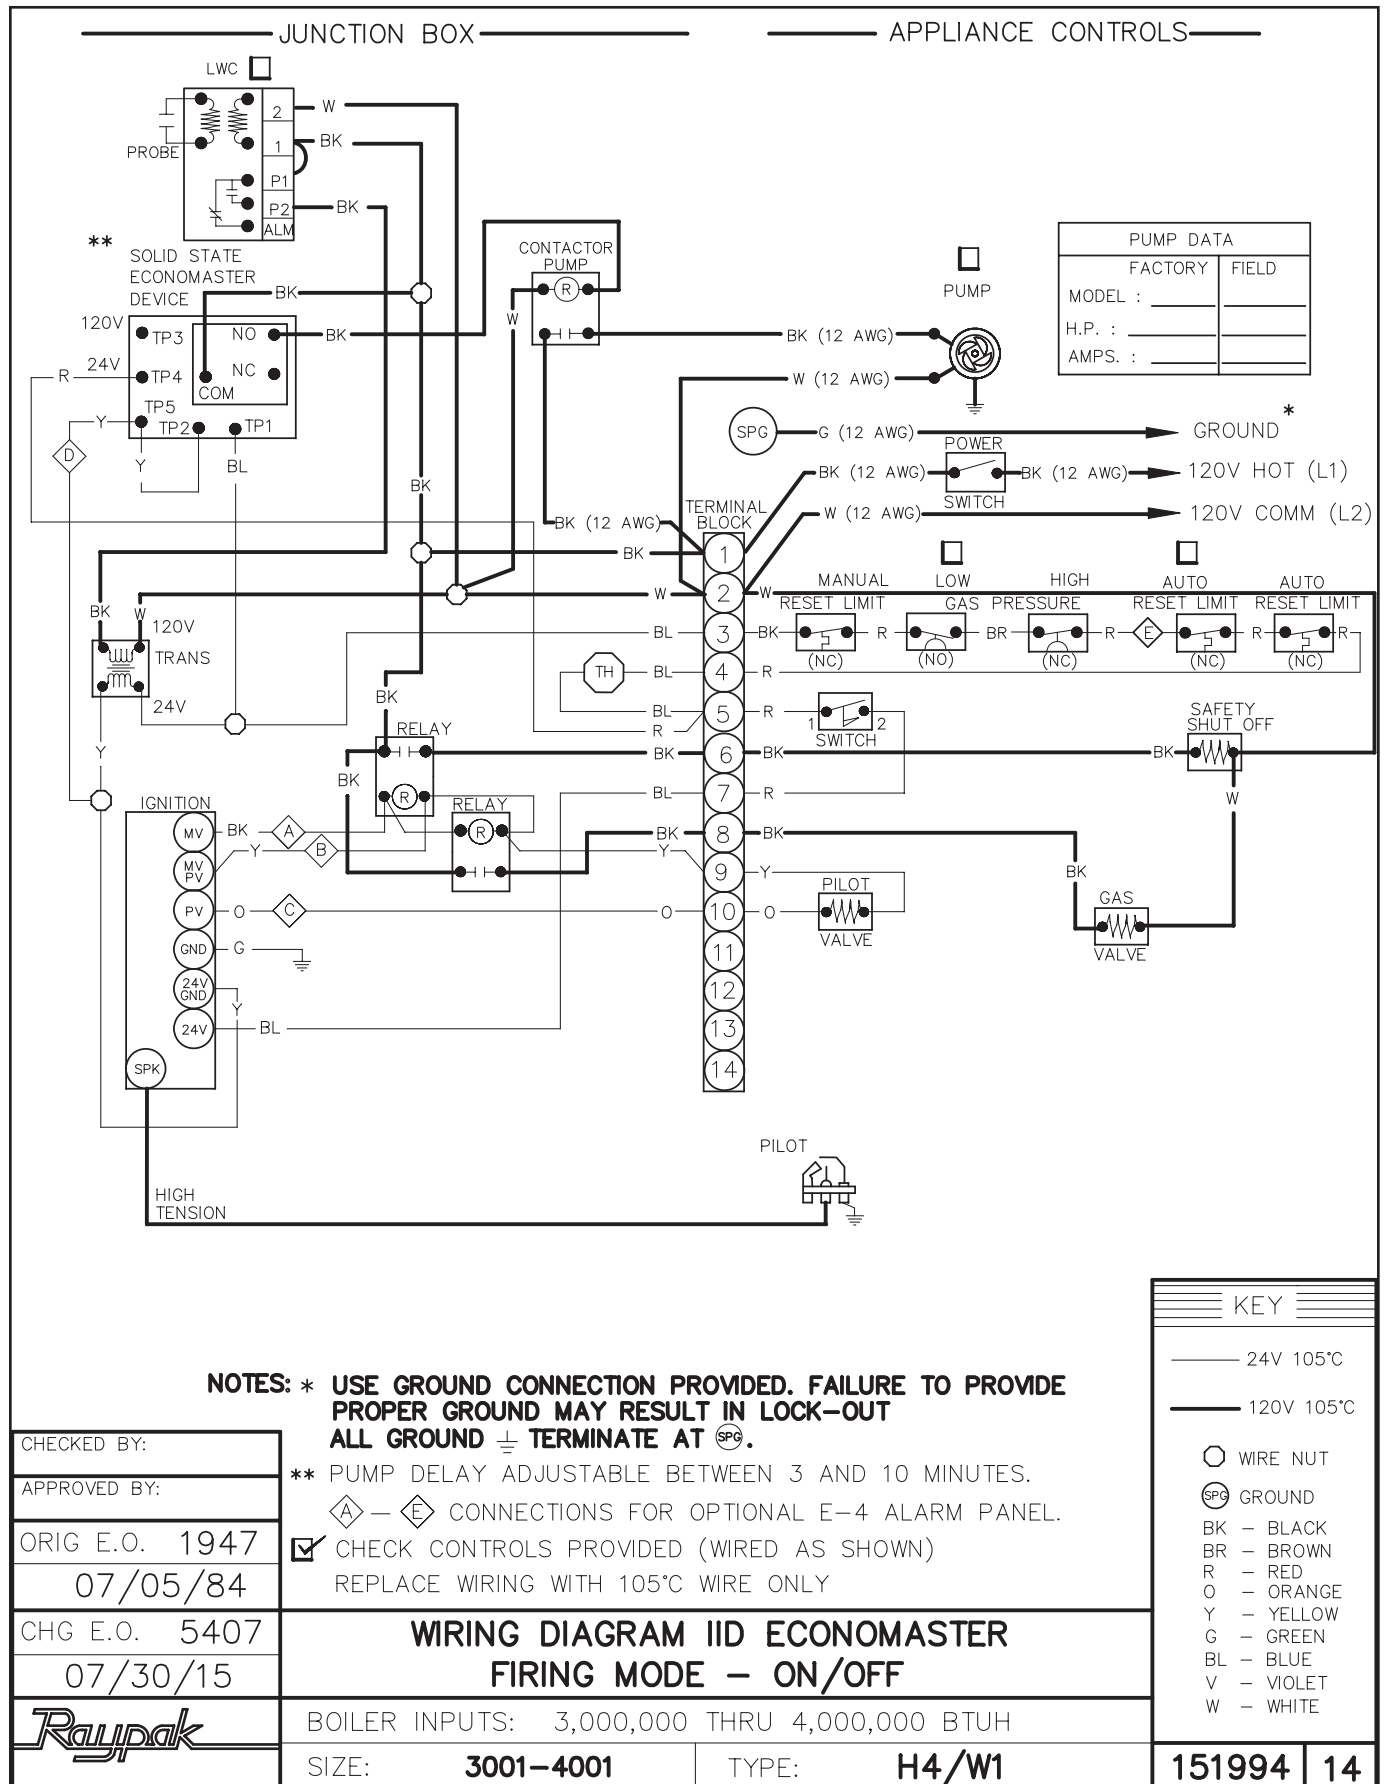 JUNCTION BOX
APPLIANCE CONTROLS
LWC
2
W
1
BK
PROBE
P1
P2
BK
ALM
**
SOLID STATE
ECONOMASTER
DEVICE
BK
CONTACTOR
PUMP
R
W
120V
TP3
NO
BK
24V
R
TP4
NC
COM
TP5
Y
TP2
TP1
D
Y
BL
BK
PUMP
BK (12 AWG)
W (12 AWG)
PUMP DATA
FACTORY
FIELD
MODEL :
H.P. :
AMPS. :
*
SPG
G (12 AWG)
GROUND
POWER
BK (12 AWG)
BK (12 AWG)
120V HOT (L1)
SWITCH
W (12 AWG)
120V COMM (L2)
TERMINAL
BLOCK
BK (12 AWG)
BK
1
W
2
W
BL
3
BK
MANUAL
RESET LIMIT
(NC)
R
LOW
HIGH
GAS PRESSURE
(NO)
BR
(NC)
R
E
AUTO
RESET LIMIT
(NC)
R
AUTO
RESET LIMIT
(NC)
R
BK
W
120V
TRANS
24V
Y
TH
BL
4
R
BL
R
5
R
1
2
SWITCH
BK
RELAY
BK
R
BK
6
BK
BK
SAFETY
SHUT OFF
W
BL
7
R
RELAY
R
BK
8
BK
BK
Y
9
Y
PILOT
VALVE
O
10
O
GAS
VALVE
11
12
13
14
IGNITION
MV
BK
A
MV
PV
Y
B
PV
O
C
GND
G
24V
GND
Y
24V
BL
SPK
HIGH
TENSION
PILOT
KEY
24V 105°C
120V 105°C
WIRE NUT
SPG GROUND
BK – BLACK
BR – BROWN
R – RED
O – ORANGE
Y – YELLOW
G – GREEN
BL – BLUE
V – VIOLET
W – WHITE
NOTES: * USE GROUND CONNECTION PROVIDED. FAILURE TO PROVIDE
PROPER GROUND MAY RESULT IN LOCK–OUT
ALL GROUND TERMINATE AT SPG.
** PUMP DELAY ADJUSTABLE BETWEEN 3 AND 10 MINUTES.
A – E CONNECTIONS FOR OPTIONAL E–4 ALARM PANEL.
CHECK CONTROLS PROVIDED (WIRED AS SHOWN)
REPLACE WIRING WITH 105°C WIRE ONLY
CHECKED BY:
APPROVED BY:
ORIG E.O. 1947
07/05/84
CHG E.O. 5407
07/30/15
Raypak
WIRING DIAGRAM IID ECONOMASTER
FIRING MODE – ON/OFF
BOILER INPUTS: 3,000,000 THRU 4,000,000 BTUH
SIZE: 3001–4001
TYPE: H4/W1
151994
14